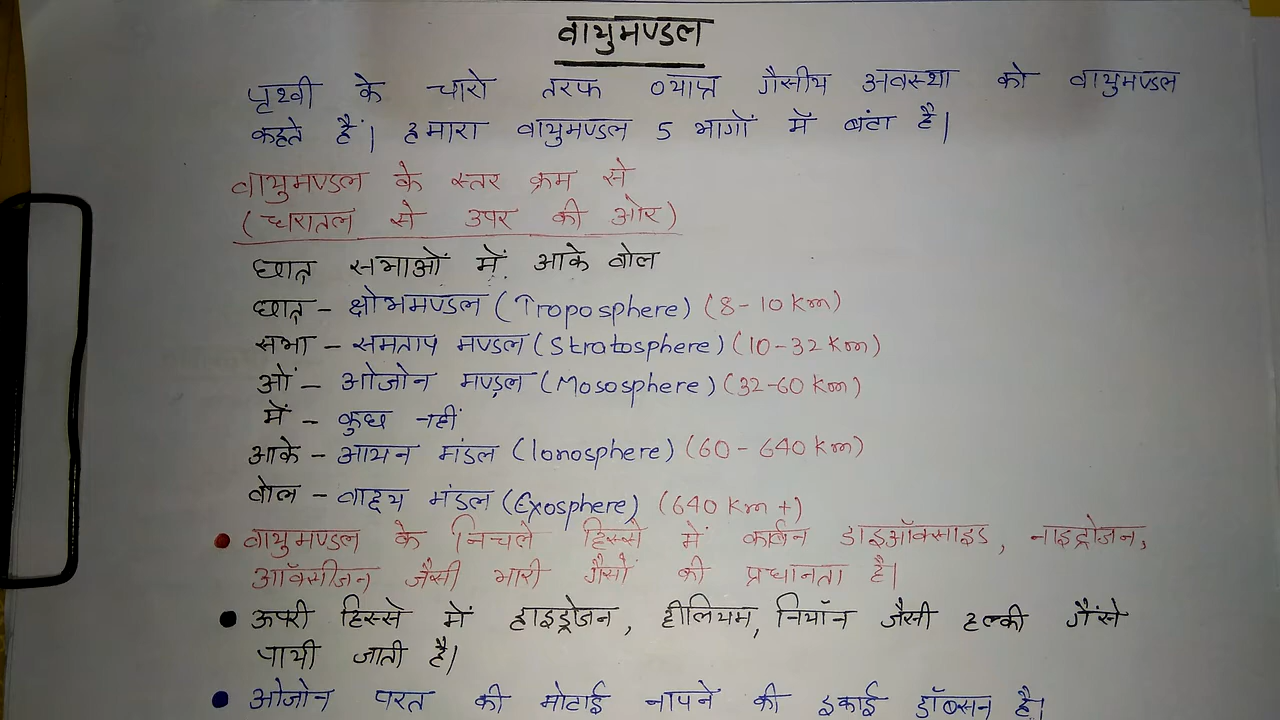 वायुमण्डल
पृथ्वी के चारो तरफ व्याप्त गैसीय अवस्था को वायुमण्डल
कहते हैं। हमारा वायुमण्डल 5 भागों में बंटा है।
वायुमण्डल के स्तर क्रम से
(धरातल से उपर की ओर)
छात्र सभाओं में आके बोल
छात्र - क्षोभमण्डल (Troposphere) (8-10 Km)
सभा - समताप मण्डल (Stratosphere) (10-32 Km)
ओं - ओजोन मण्डल (Mososphere) (32-60 Km)
में - कुछ नहीं
आके - आयन मंडल (Ionosphere) (60-640 Km)
बोल - वाह्य मंडल (Exosphere) (640 Km +)
• वायुमण्डल के निचले हिस्से में कार्बन डाइऑक्साइड, नाइट्रोजन,
ऑक्सीजन जैसी भारी गैसों की प्रधानता है।
• ऊपरी हिस्से में हाइड्रोजन, हीलियम, नियॉन जैसी हल्की गैंसे
पायी जाती है।
• ओजोन परत की मोटाई नापने की इकाई डॉब्सन है।